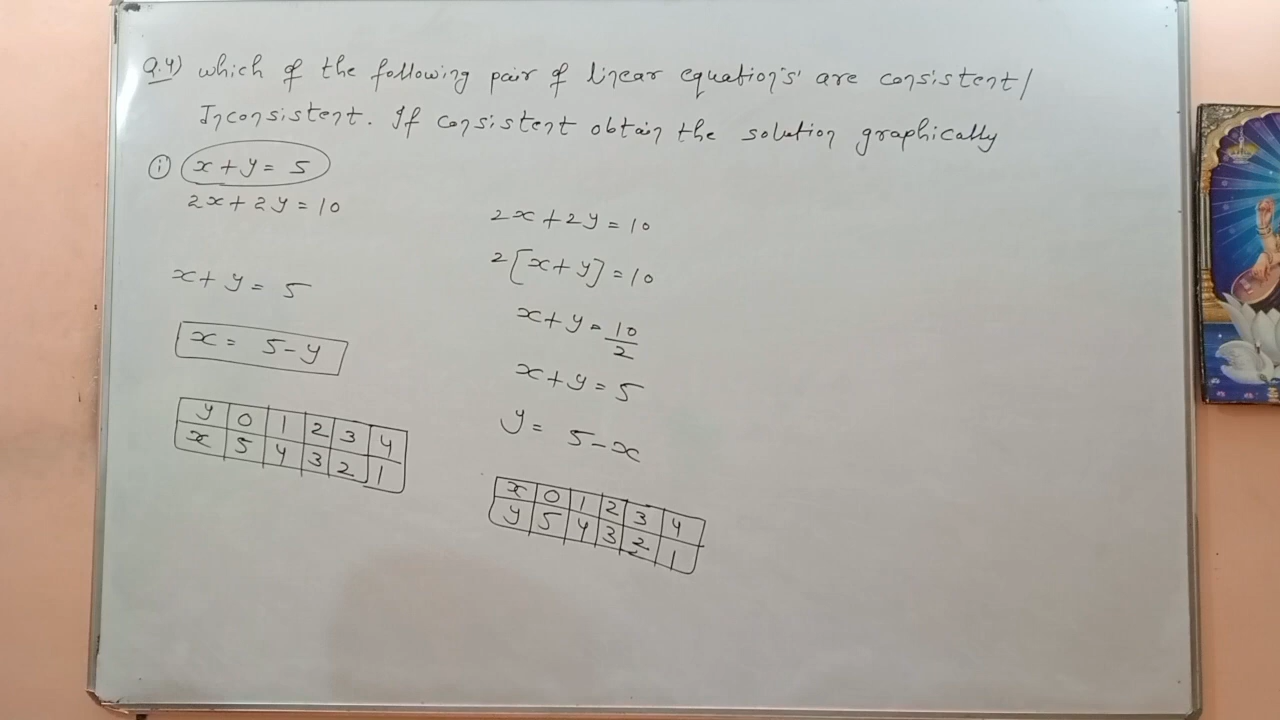 Q.4) which of the following pair of linear equations are consistent/
Inconsistent. If consistent obtain the solution graphically
(i) x + y = 5
2x + 2y = 10
x + y = 5
x = 5 - y
y 0 1 2 3 4
x 5 4 3 2 1
2x + 2y = 10
2[x + y] = 10
x + y = 10/2
x + y = 5
y = 5 - x
x 0 1 2 3 4
y 5 4 3 2 1